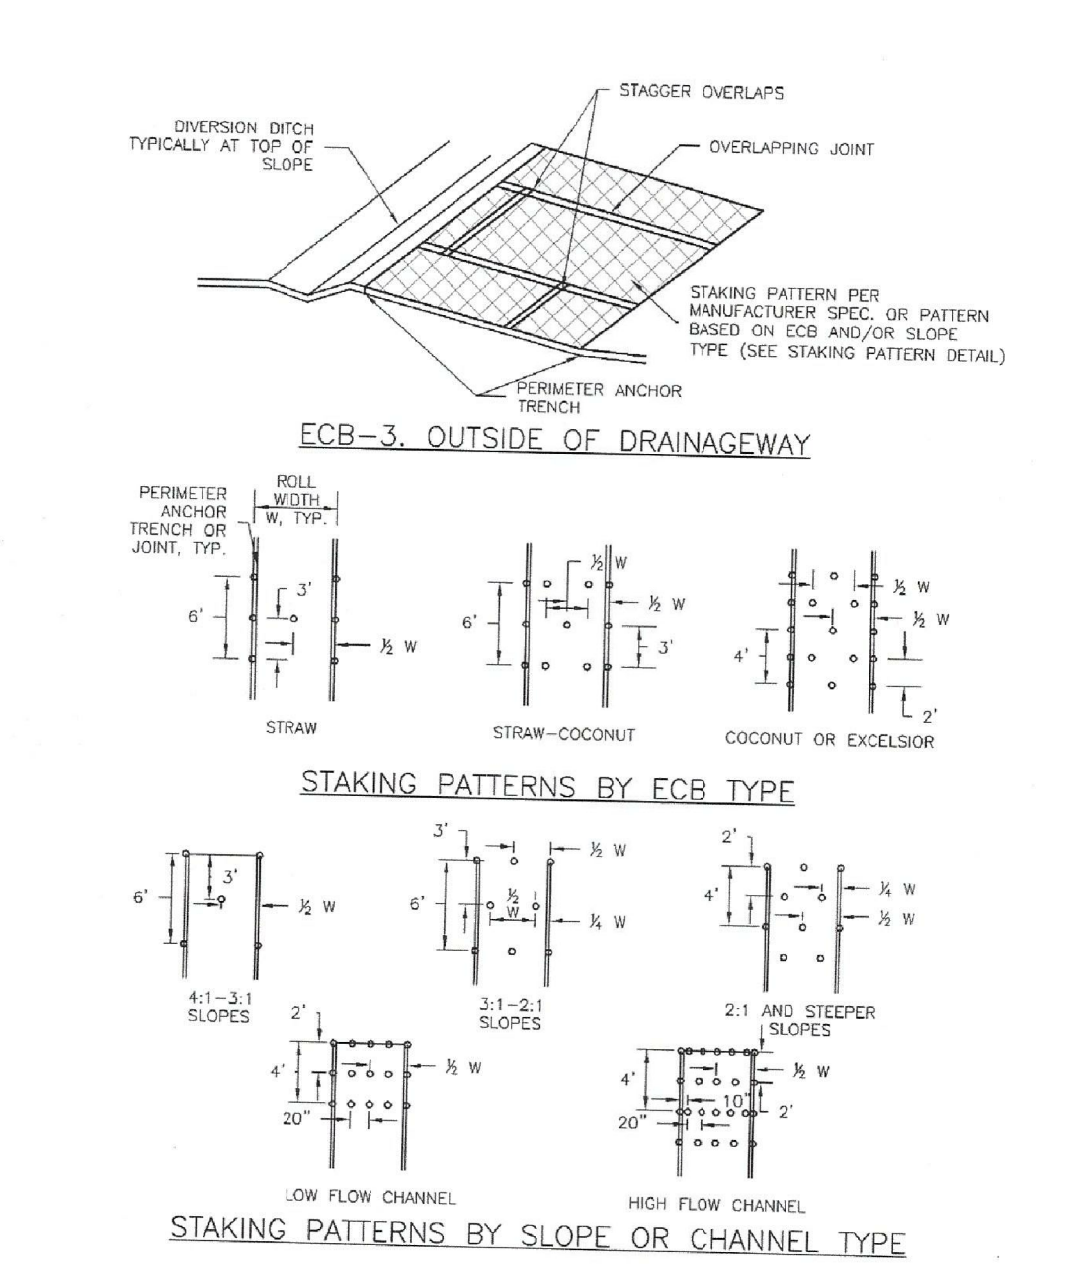 STAGGER OVERLAPS
DIVERSION DITCH
TYPICALLY AT TOP OF
SLOPE
OVERLAPPING JOINT
STAKING PATTERN PER
MANUFACTURER SPEC. OR PATTERN
BASED ON ECB AND/OR SLOPE
TYPE (SEE STAKING PATTERN DETAIL)
PERIMETER ANCHOR
TRENCH
ECB-3. OUTSIDE OF DRAINAGEWAY
PERIMETER
ANCHOR
TRENCH OR
JOINT, TYP.
ROLL
WIDTH
W, TYP.
3'
6'
½ W
STRAW
½ W
½ W
6'
3'
STRAW-COCONUT
½ W
½ W
4'
2'
COCONUT OR EXCELSIOR
STAKING PATTERNS BY ECB TYPE
3'
6'
½ W
4:1-3:1
SLOPES
3'
½ W
6'
½
W
¼ W
3:1-2:1
SLOPES
2'
4'
¼ W
½ W
2:1 AND STEEPER
SLOPES
2'
4'
½ W
20"
LOW FLOW CHANNEL
4'
½ W
10"
2'
20"
HIGH FLOW CHANNEL
STAKING PATTERNS BY SLOPE OR CHANNEL TYPE